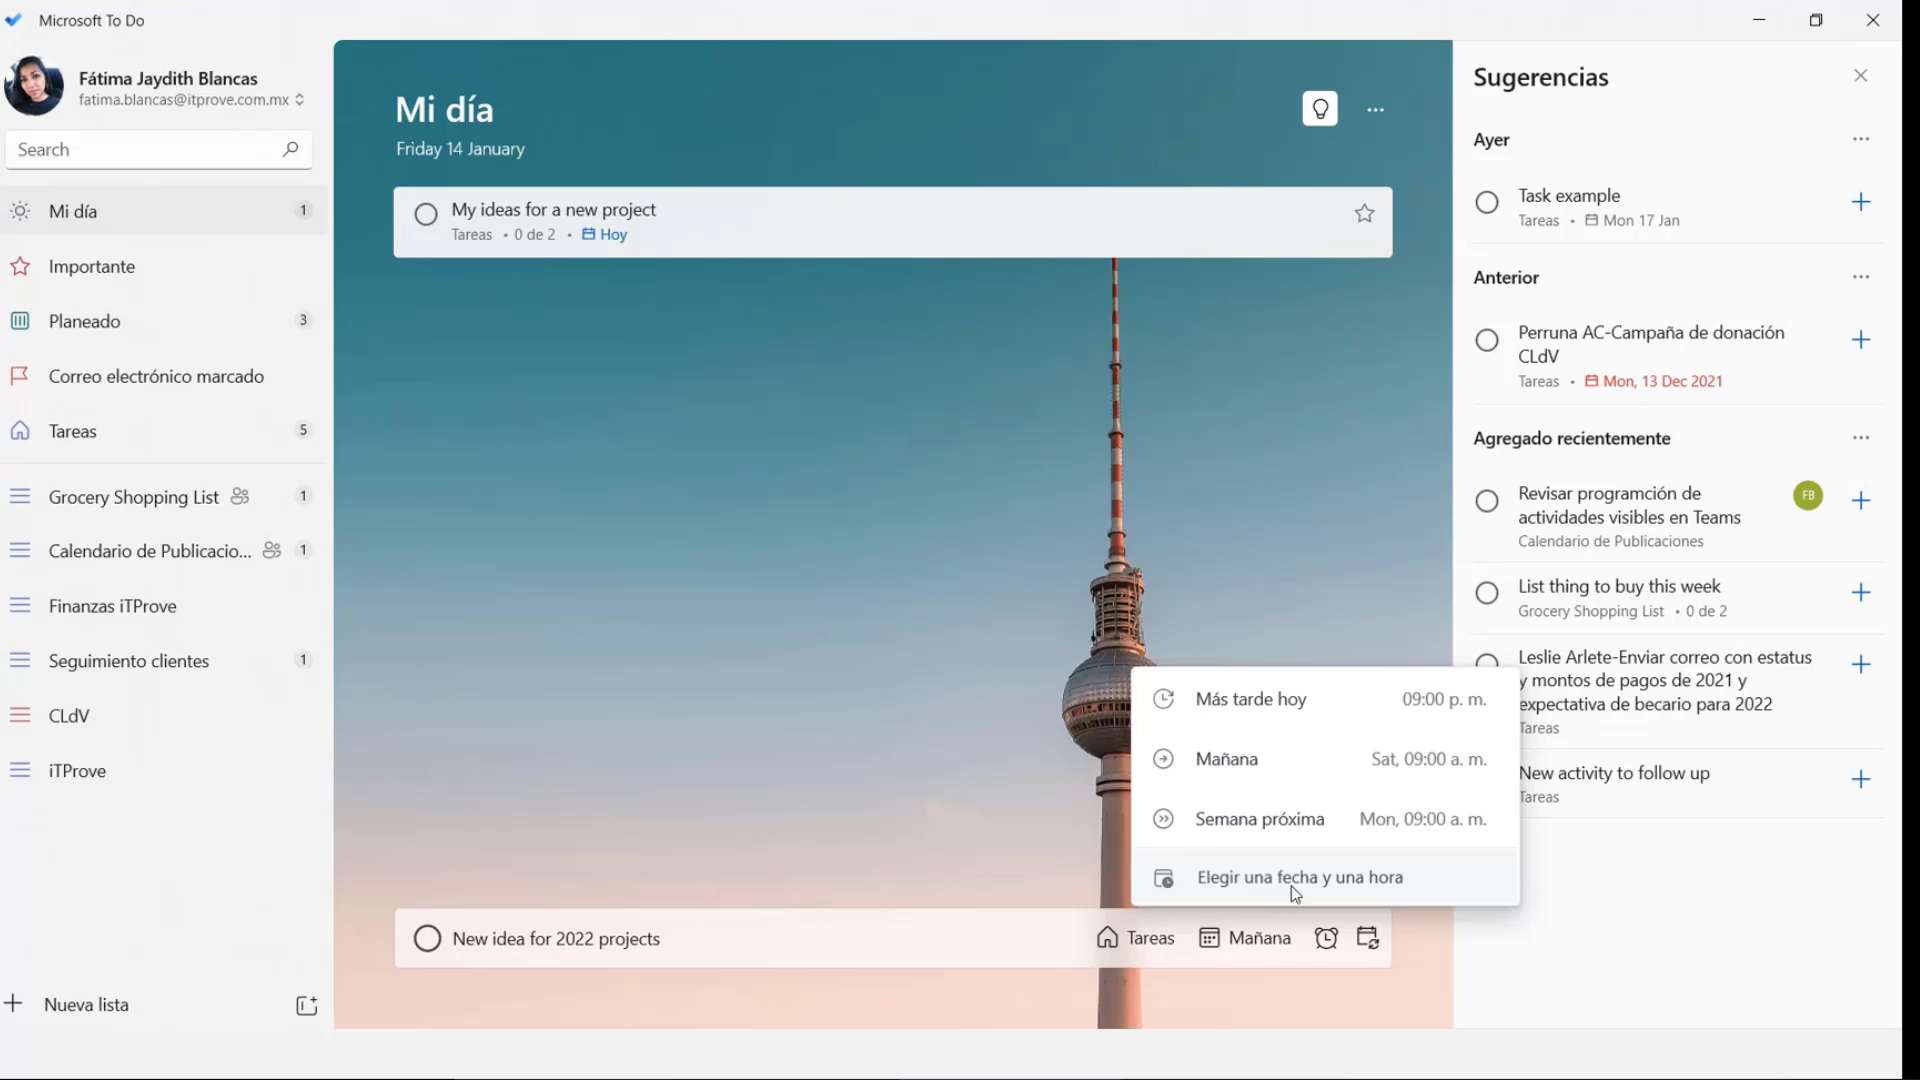 Microsoft To Do
Fátima Jaydith Blancas
fatima.blancas@itprove.com.mx
Search
Mi día 1
Importante
Planeado 3
Correo electrónico marcado
Tareas 5
Grocery Shopping List 1
Calendario de Publicacio... 1
Finanzas iTProve
Seguimiento clientes 1
CLdV
iTProve
Nueva lista
Mi día
Friday 14 January
My ideas for a new project
Tareas • 0 de 2 • Hoy
Más tarde hoy 09:00 p. m.
Mañana Sat, 09:00 a. m.
Semana próxima Mon, 09:00 a. m.
Elegir una fecha y una hora
New idea for 2022 projects Tareas Mañana
Sugerencias
Ayer
Task example
Tareas • Mon 17 Jan
Anterior
Perruna AC-Campaña de donación
CLdV
Tareas • Mon, 13 Dec 2021
Agregado recientemente
Revisar programción de
actividades visibles en Teams
FB
Calendario de Publicaciones
List thing to buy this week
Grocery Shopping List • 0 de 2
Leslie Arlete-Enviar correo con estatus
y montos de pagos de 2021 y
expectativa de becario para 2022
Tareas
New activity to follow up
Tareas